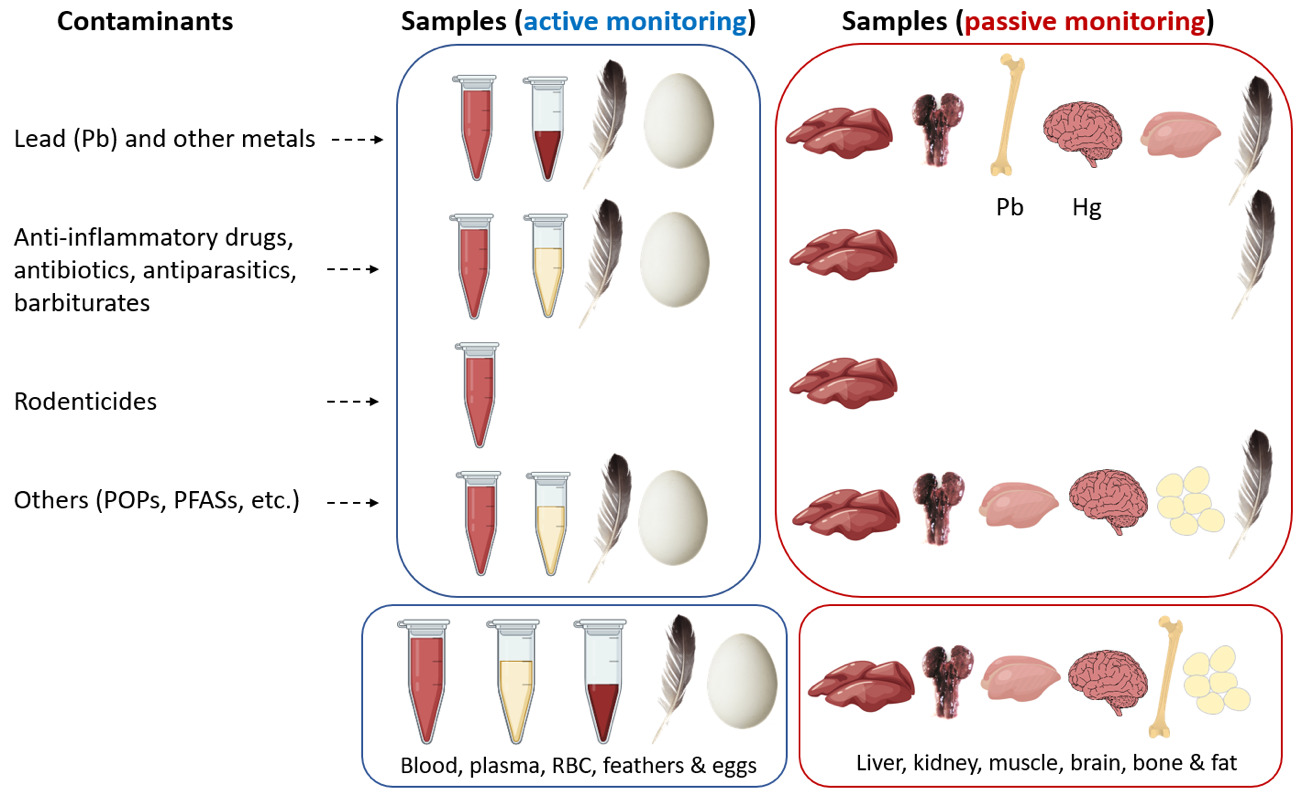 Contaminants
Samples (active monitoring)
Samples (passive monitoring)
Lead (Pb) and other metals
Pb
Hg
Anti-inflammatory drugs,
antibiotics, antiparasitics,
barbiturates
Rodenticides
Others (POPs, PFASs, etc.)
Blood, plasma, RBC, feathers & eggs
Liver, kidney, muscle, brain, bone & fat